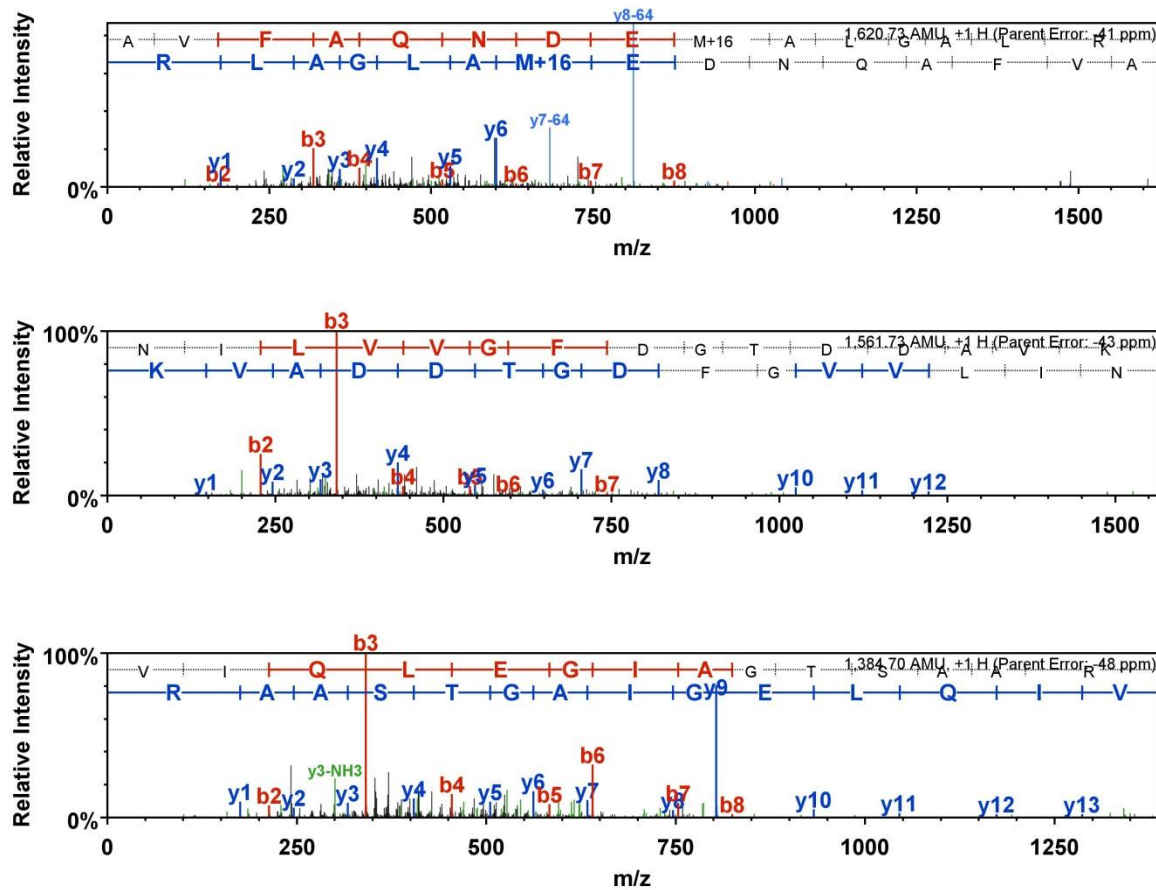 y8-64
A V F A Q N D E M+16 A L G A L R 1,620.73 AMU, +1 H (Parent Error: -41 ppm)
R L A G L A M+16 E D N Q A F V A
y7-64
y6
b3
y1 b2 y2 y3 b4 y4 b5 y5 b6 b7 b8
Relative Intensity
0%
0 250 500 750 1000 1250 1500
m/z
100%
b3
N I L V V G F D G T D D A V K 1,561.73 AMU, +1 H (Parent Error: -43 ppm)
K V A D D T G D F G V V L I N
b2
y1 y2 y3 y4 b4 b5 y5 b6 y6 y7 b7 y8 y10 y11 y12
Relative Intensity
0%
0 250 500 750 1000 1250 1500
m/z
100%
b3
V I Q L E G I A G T S A A R 1,384.70 AMU, +1 H (Parent Error: -48 ppm)
R A A S T G A I G E L Q I V
y9
y3-NH3
b6
y1 b2 y2 y3 y4 b4 y5 y6 b5 y7 y8 b7 b8 y10 y11 y12 y13
Relative Intensity
0%
0 250 500 750 1000 1250
m/z